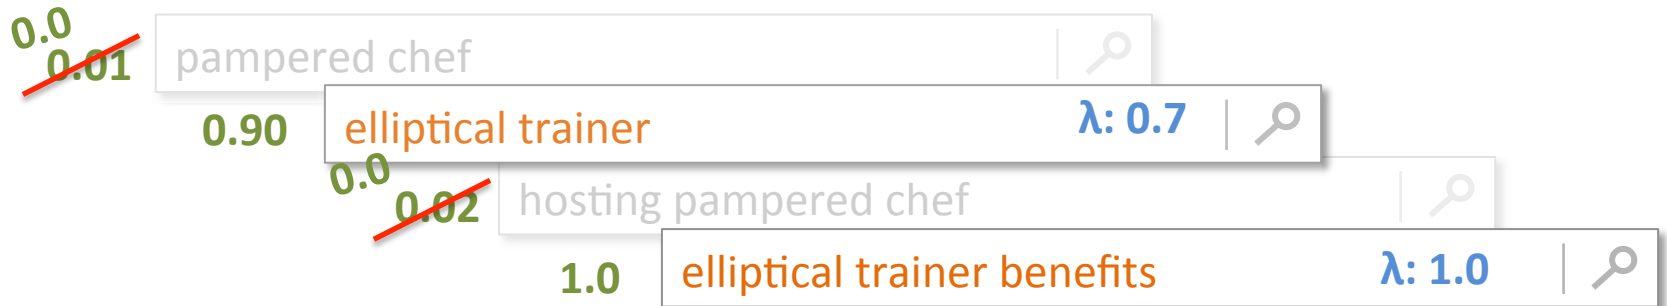 0.0
0.01 pampered chef
0.90 elliptical trainer λ: 0.7
0.0
0.02 hosting pampered chef
1.0 elliptical trainer benefits λ: 1.0